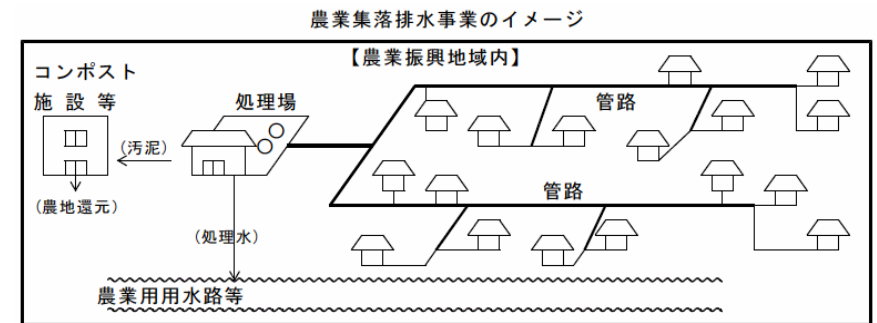 農業集落排水事業のイメージ
【農業振興地域内】
コンポスト
施設等
処理場
管路
(汚泥)
管路
(農地還元)
(処理水)
農業用用水路等